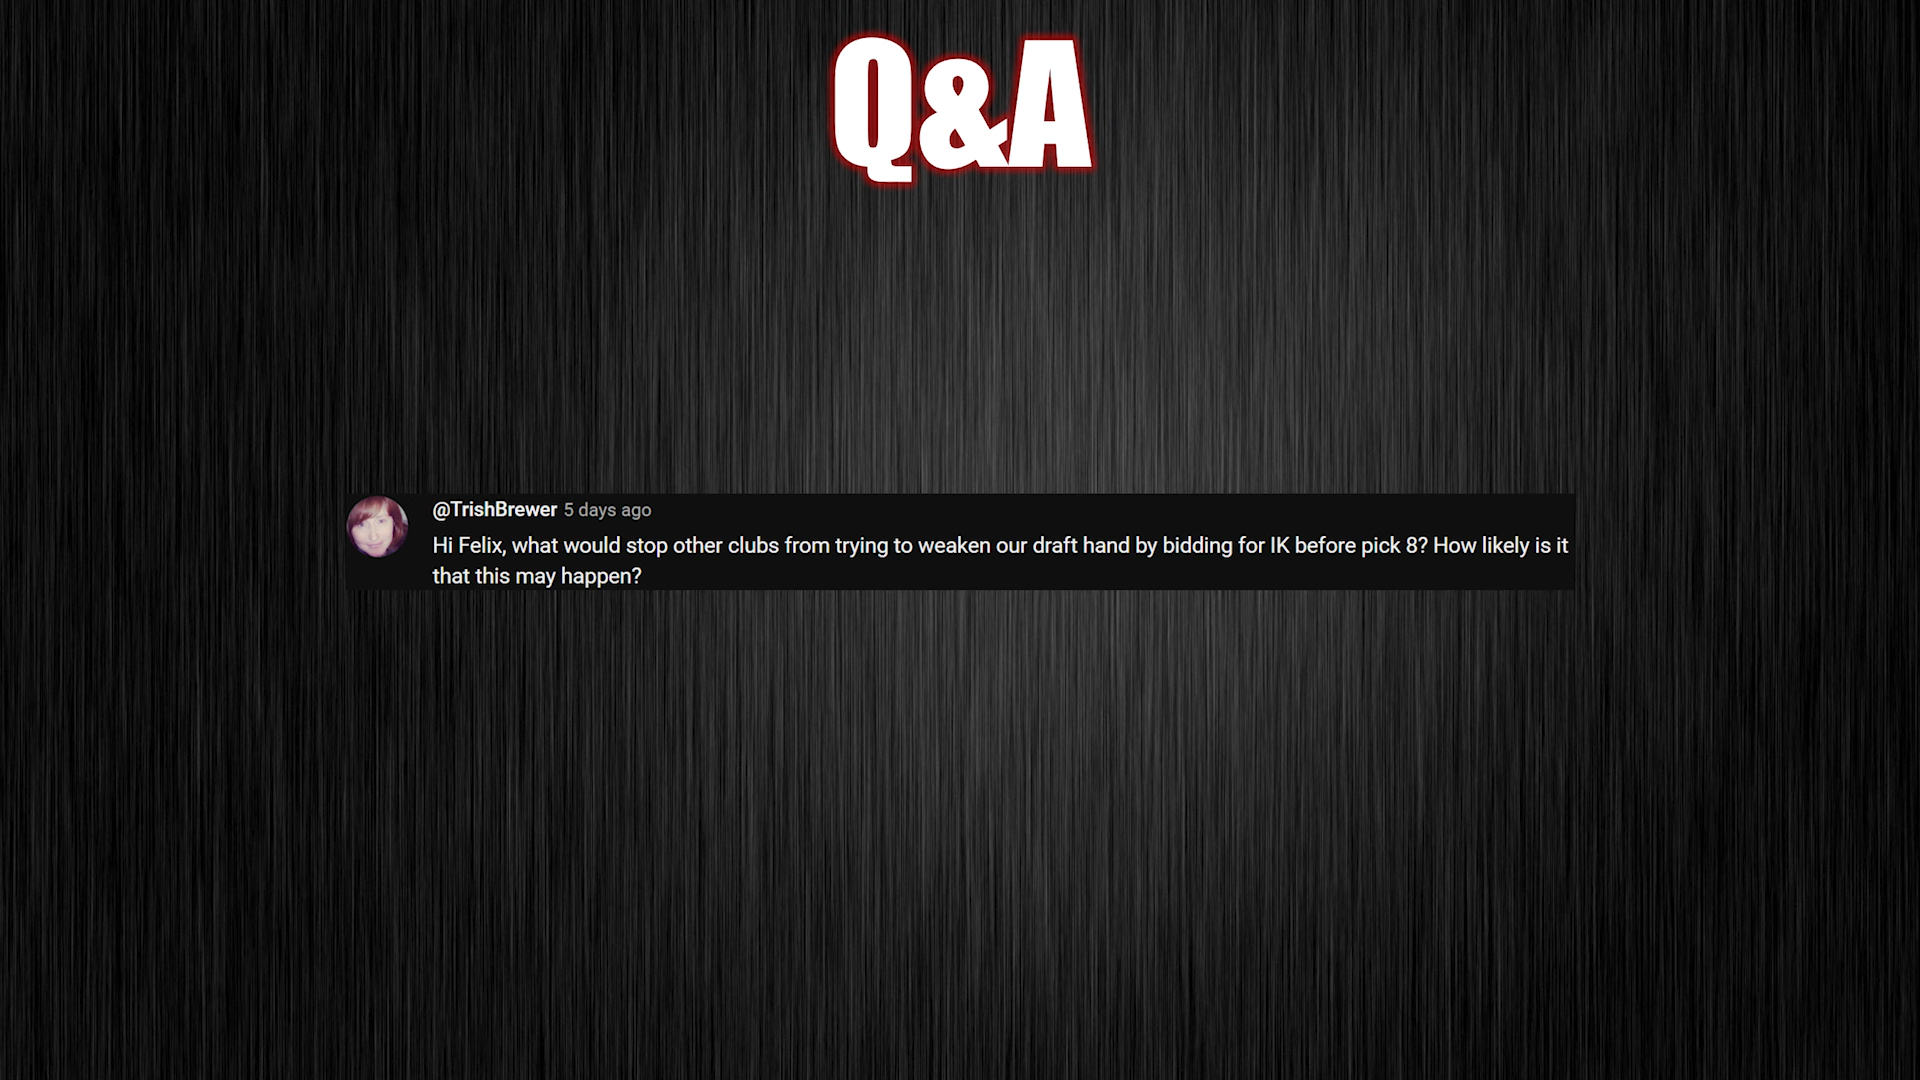 Q&A
@TrishBrewer 5 days ago
Hi Felix, what would stop other clubs from trying to weaken our draft hand by bidding for IK before pick 8? How likely is it
that this may happen?